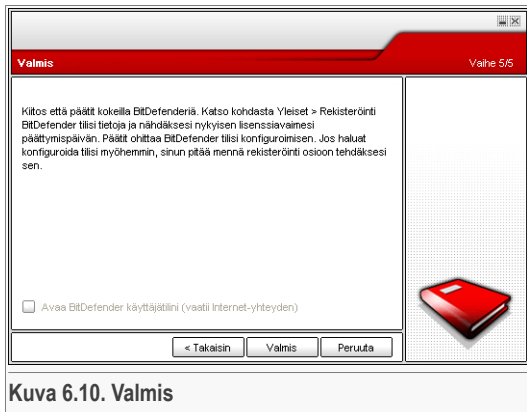 Valmis
Vaihe 5/5
Kiitos että päätit kokeilla BitDefenderiä. Katso kohdasta Yleiset > Rekisteröinti
BitDefender tilisi tietoja ja nähdäksesi nykyisen lisenssiavaimesi
päättymispäivän. Päätit ohittaa BitDefender tilisi konfiguroimisen. Jos haluat
konfiguroida tilisi myöhemmin, sinun pitää mennä rekisteröinti osioon tehdäksesi
sen.
Avaa BitDefender käyttäjätilini (vaatii Internet-yhteyden)
< Takaisin
Valmis
Peruuta
Kuva 6.10. Valmis